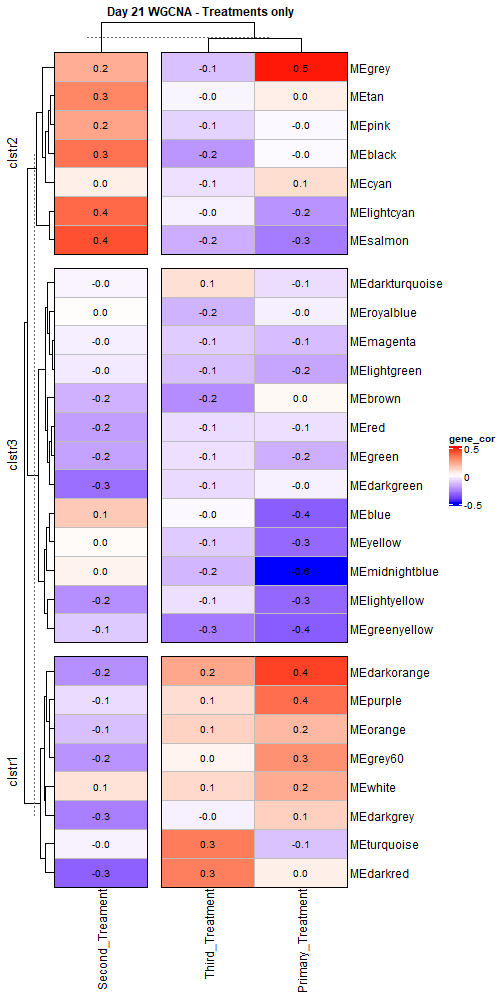 Day 21 WGCNA - Treatments only
clstr2
0.2 -0.1 0.5 MEgrey
0.3 -0.0 0.0 MEtan
0.2 -0.1 -0.0 MEpink
0.3 -0.2 -0.0 MEblack
0.0 -0.1 0.1 MEcyan
0.4 -0.0 -0.2 MElightcyan
0.4 -0.2 -0.3 MEsalmon
clstr3
-0.0 0.1 -0.1 MEdarkturquoise
0.0 -0.2 -0.0 MEroyalblue
-0.0 -0.1 -0.1 MEmagenta
-0.0 -0.1 -0.2 MElightgreen
-0.2 -0.2 0.0 MEbrown
-0.2 -0.1 -0.1 MEred
-0.2 -0.1 -0.2 MEgreen
-0.3 -0.1 -0.0 MEdarkgreen
0.1 -0.0 -0.4 MEblue
0.0 -0.1 -0.3 MEyellow
0.0 -0.2 -0.6 MEmidnightblue
-0.2 -0.1 -0.3 MElightyellow
-0.1 -0.3 -0.4 MEgreenyellow
clstr1
-0.2 0.2 0.4 MEdarkorange
-0.1 0.1 0.4 MEpurple
-0.1 0.1 0.2 MEorange
-0.2 0.0 0.3 MEgrey60
0.1 0.1 0.2 MEwhite
-0.3 -0.0 0.1 MEdarkgrey
-0.0 0.3 -0.1 MEturquoise
-0.3 0.3 0.0 MEdarkred
Second_Treament
Third_Treatment
Primary_Treatment
gene_cor
0.5
0
-0.5